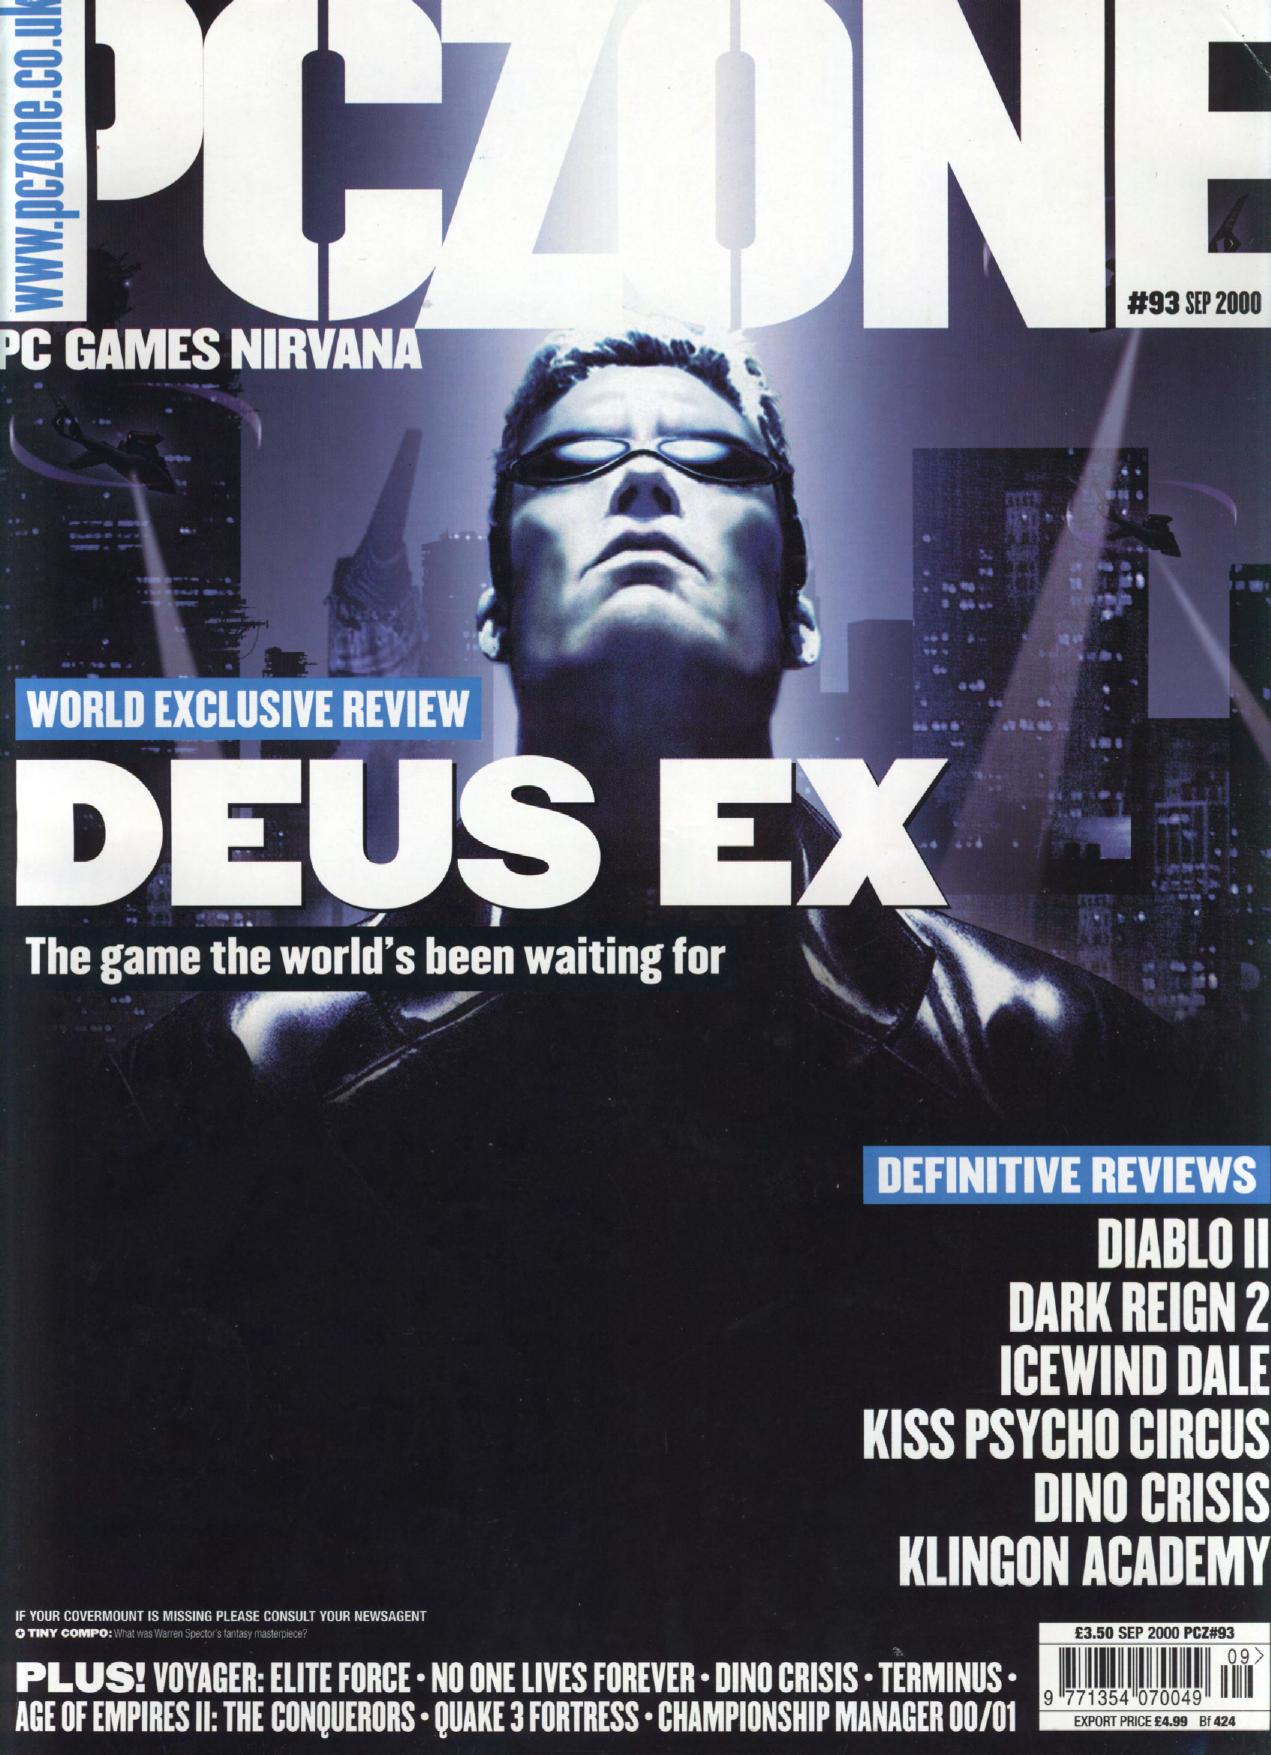 www.pczone.co.uk
PCZONE
#93 SEP 2000
PC GAMES NIRVANA
WORLD EXCLUSIVE REVIEW
DEUS EX
The game the world's been waiting for
DEFINITIVE REVIEWS
DIABLO II
DARK REIGN 2
ICEWIND DALE
KISS PSYCHO CIRCUS
DINO CRISIS
KLINGON ACADEMY
IF YOUR COVERMOUNT IS MISSING PLEASE CONSULT YOUR NEWSAGENT
TINY COMPO: What was Warren Spector's fantasy masterpiece?
PLUS! VOYAGER: ELITE FORCE • NO ONE LIVES FOREVER • DINO CRISIS • TERMINUS •
AGE OF EMPIRES II: THE CONQUERORS • QUAKE 3 FORTRESS • CHAMPIONSHIP MANAGER 00/01
£3.50 SEP 2000 PCZ#93
09>
9 771354 070049
EXPORT PRICE £4.99 Bf 424